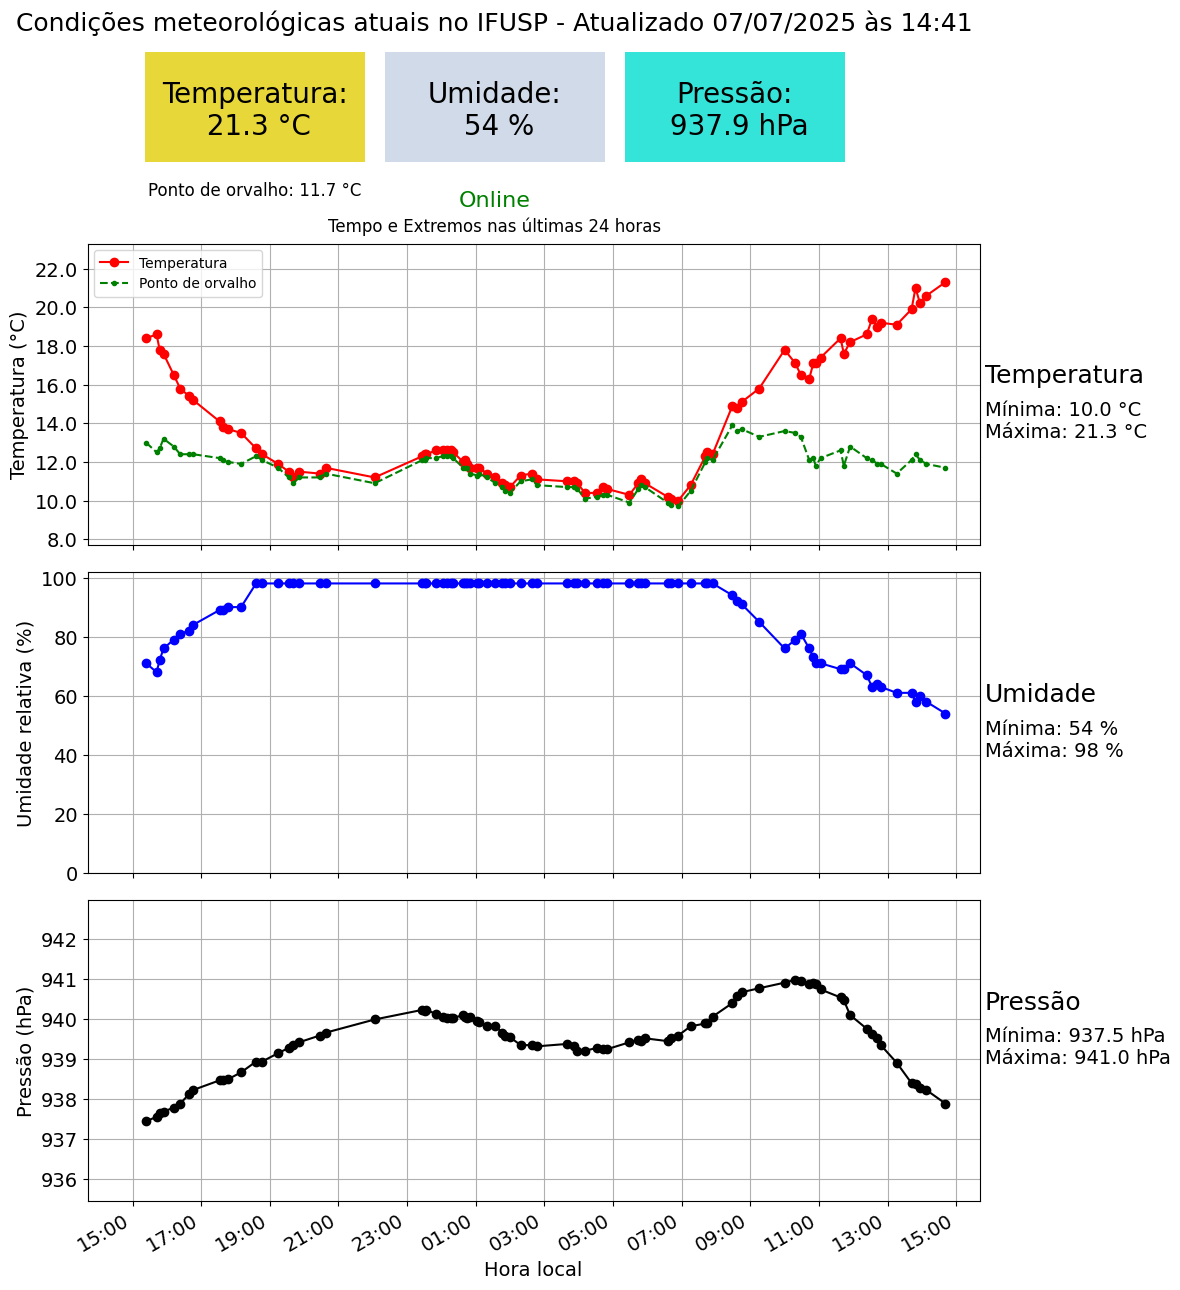 Condições meteorológicas atuais no IFUSP - Atualizado 07/07/2025 às 14:41
Temperatura:
21.3 °C
Umidade:
54 %
Pressão:
937.9 hPa
Ponto de orvalho: 11.7 °C
Online
Tempo e Extremos nas últimas 24 horas
Temperatura
Ponto de orvalho
Temperatura (°C)
22.0
20.0
18.0
16.0
14.0
12.0
10.0
8.0
Temperatura
Mínima: 10.0 °C
Máxima: 21.3 °C
Umidade relativa (%)
100
80
60
40
20
0
Umidade
Mínima: 54 %
Máxima: 98 %
Pressão (hPa)
942
941
940
939
938
937
936
Pressão
Mínima: 937.5 hPa
Máxima: 941.0 hPa
15:00 17:00 19:00 21:00 23:00 01:00 03:00 05:00 07:00 09:00 11:00 13:00 15:00
Hora local